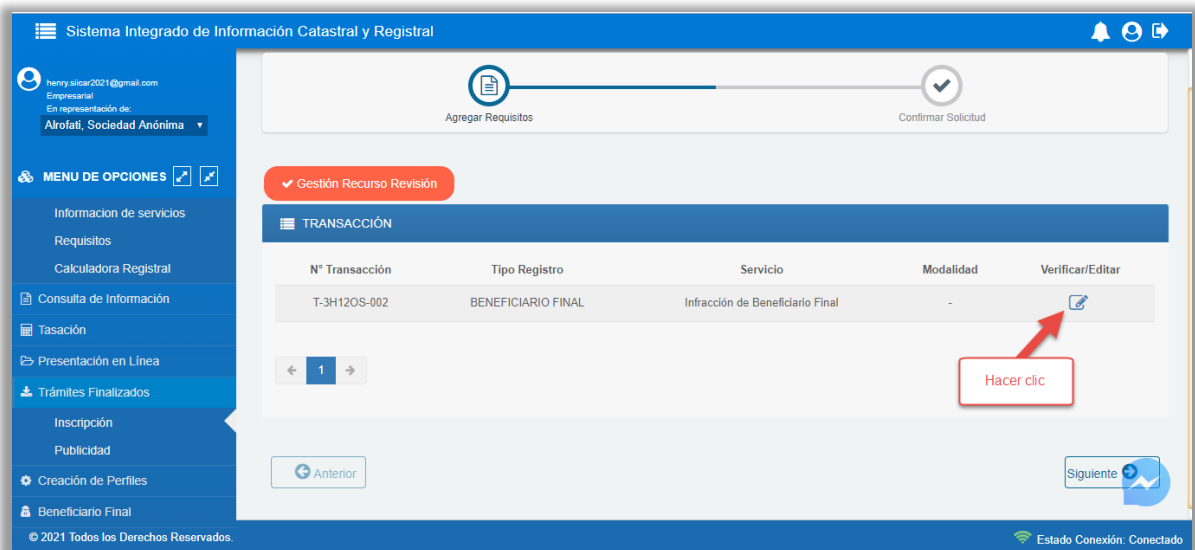 Sistema Integrado de Información Catastral y Registral
henry.siicar2021@gmail.com
Empresarial
En representación de:
Alrofati, Sociedad Anónima
MENU DE OPCIONES
Informacion de servicios
Requisitos
Calculadora Registral
Consulta de Información
Tasación
Presentación en Línea
Trámites Finalizados
Inscripción
Publicidad
Creación de Perfiles
Beneficiario Final
Agregar Requisitos
Confirmar Solicitud
Gestión Recurso Revisión
TRANSACCIÓN
N° Transacción Tipo Registro Servicio Modalidad Verificar/Editar
T-3H12OS-002 BENEFICIARIO FINAL Infracción de Beneficiario Final -
1
Hacer clic
Anterior
Siguiente
© 2021 Todos los Derechos Reservados.
Estado Conexión: Conectado